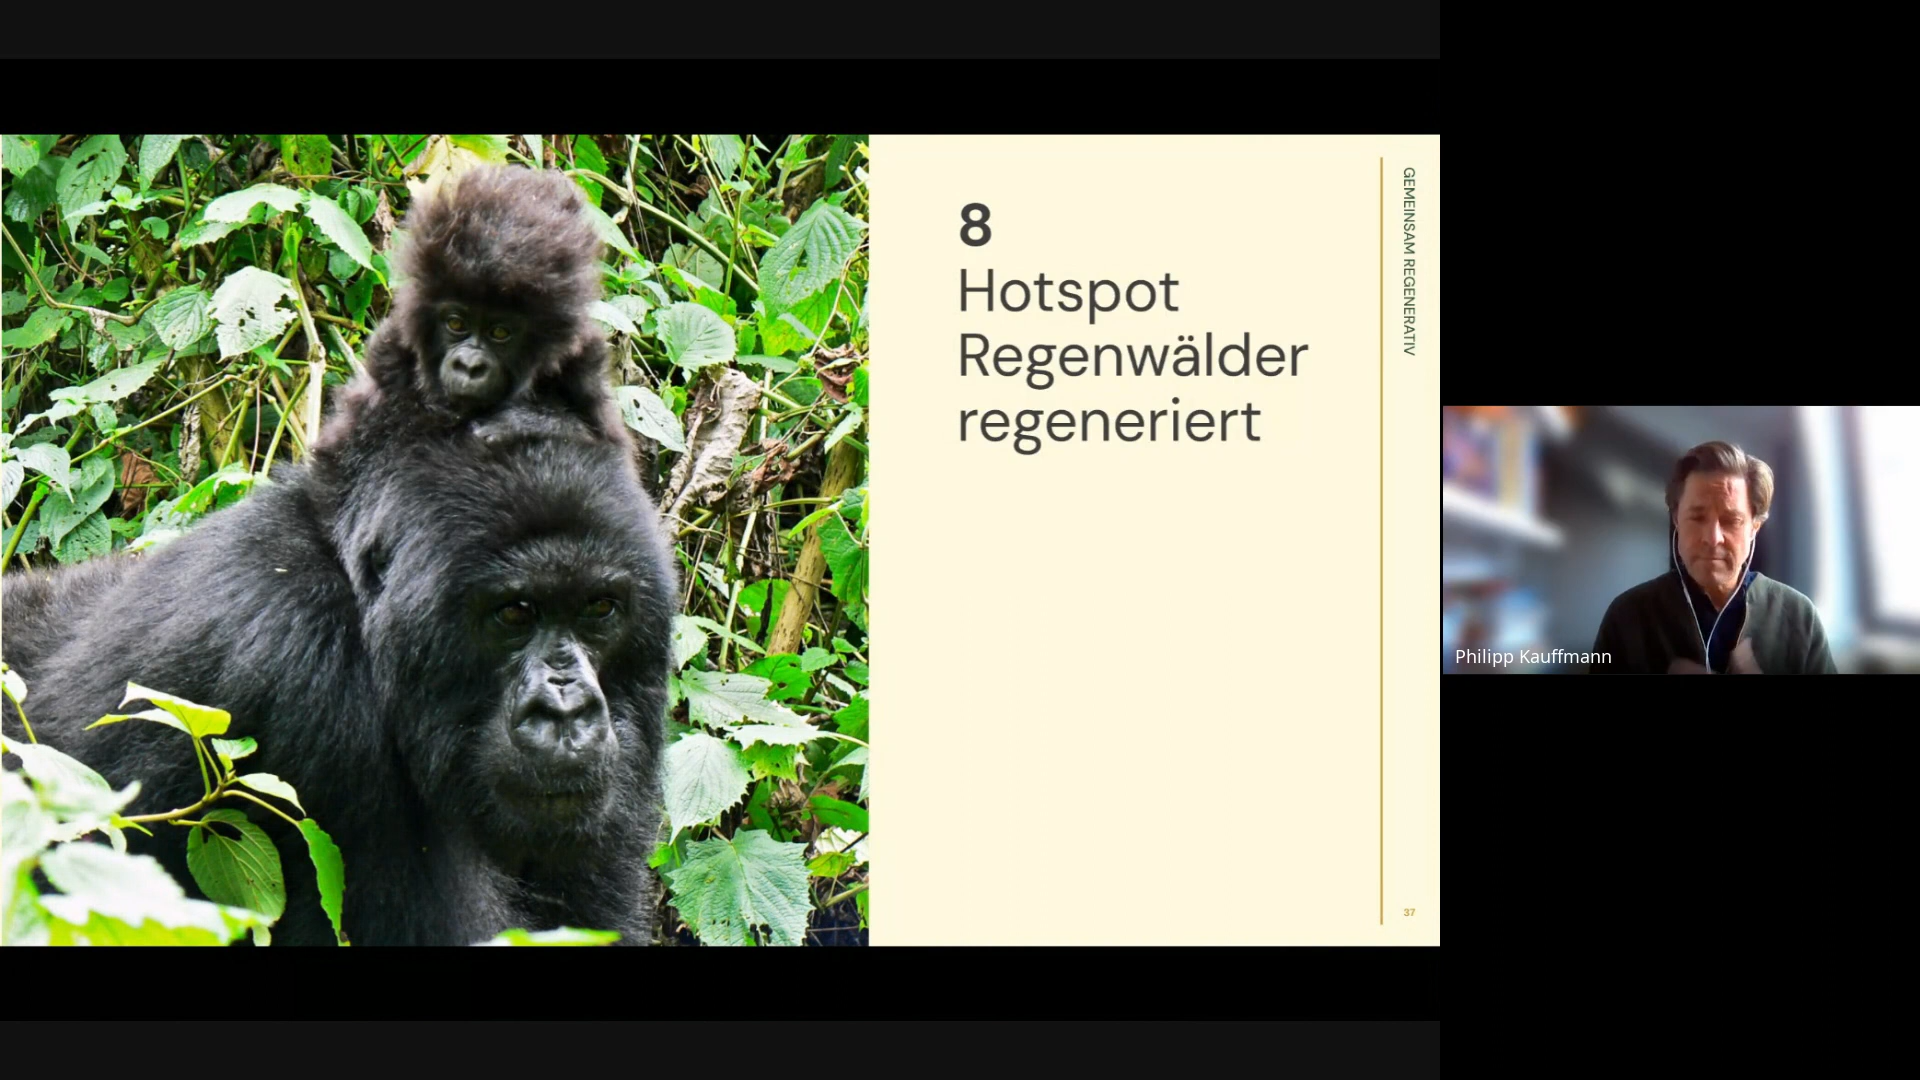 8
Hotspot
Regenwälder
regeneriert
GEMEINSAM REGENERATIV
37
Philipp Kauffmann